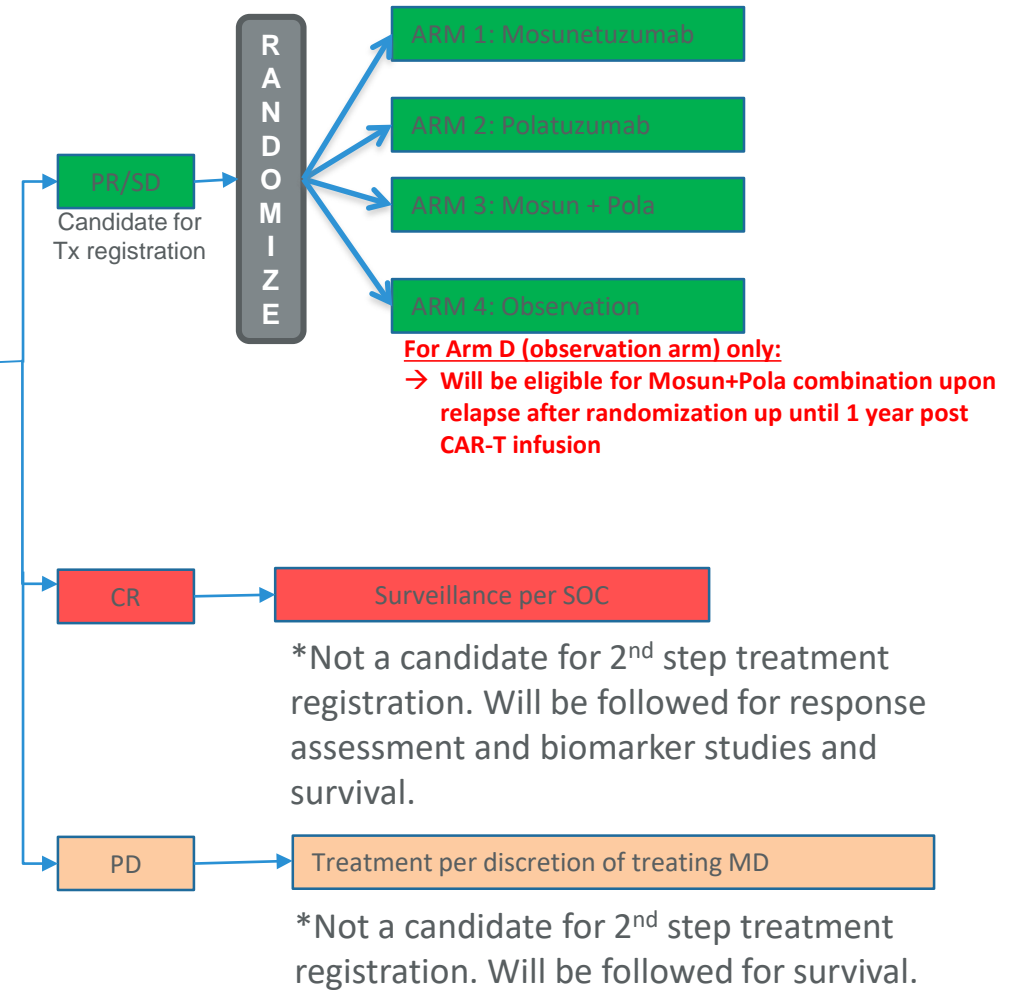 RANDOMIZE
ARM 1: Mosunetuzumab
ARM 2: Polatuzumab
PR/SD
Candidate for
Tx registration
ARM 3: Mosun + Pola
ARM 4: Observation
For Arm D (observation arm) only:
→ Will be eligible for Mosun+Pola combination upon
relapse after randomization up until 1 year post
CAR-T infusion
CR
Surveillance per SOC
*Not a candidate for 2nd step treatment
registration. Will be followed for response
assessment and biomarker studies and
survival.
PD
Treatment per discretion of treating MD
*Not a candidate for 2nd step treatment
registration. Will be followed for survival.